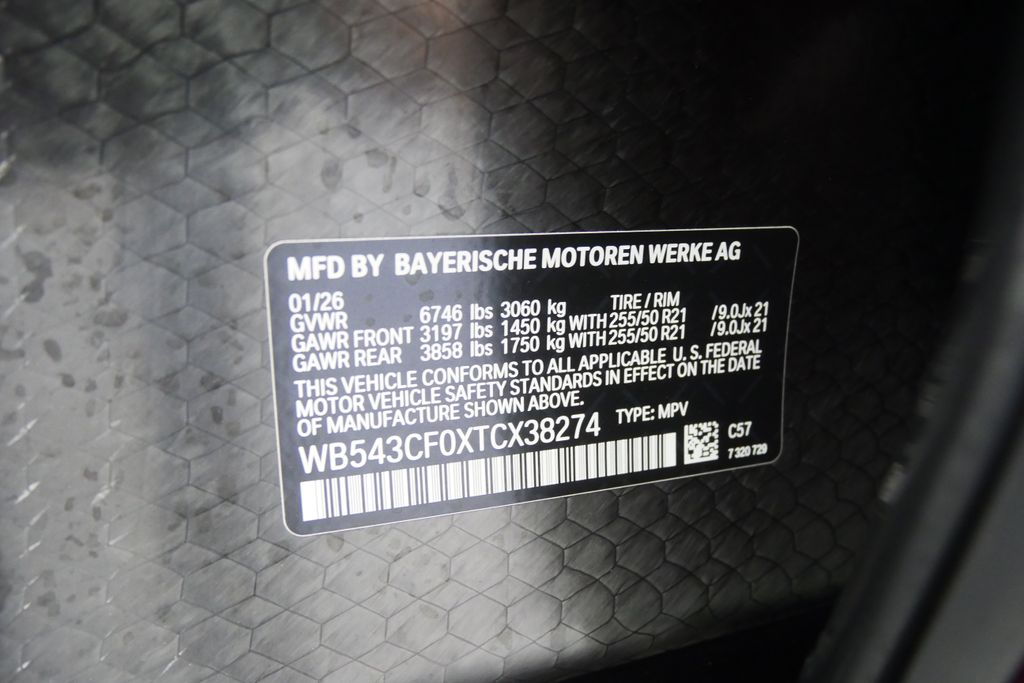 MFD BY BAYERISCHE MOTOREN WERKE AG
01/26 TIRE / RIM
GVWR 6746 lbs 3060 kg
GAWR FRONT 3197 lbs 1450 kg WITH 255/50 R21 /9.0Jx 21
GAWR REAR 3858 lbs 1750 kg WITH 255/50 R21 /9.0Jx 21
THIS VEHICLE CONFORMS TO ALL APPLICABLE U. S. FEDERAL
MOTOR VEHICLE SAFETY STANDARDS IN EFFECT ON THE DATE
OF MANUFACTURE SHOWN ABOVE.
WB543CF0XTCX38274 TYPE: MPV
C57
7 320 729